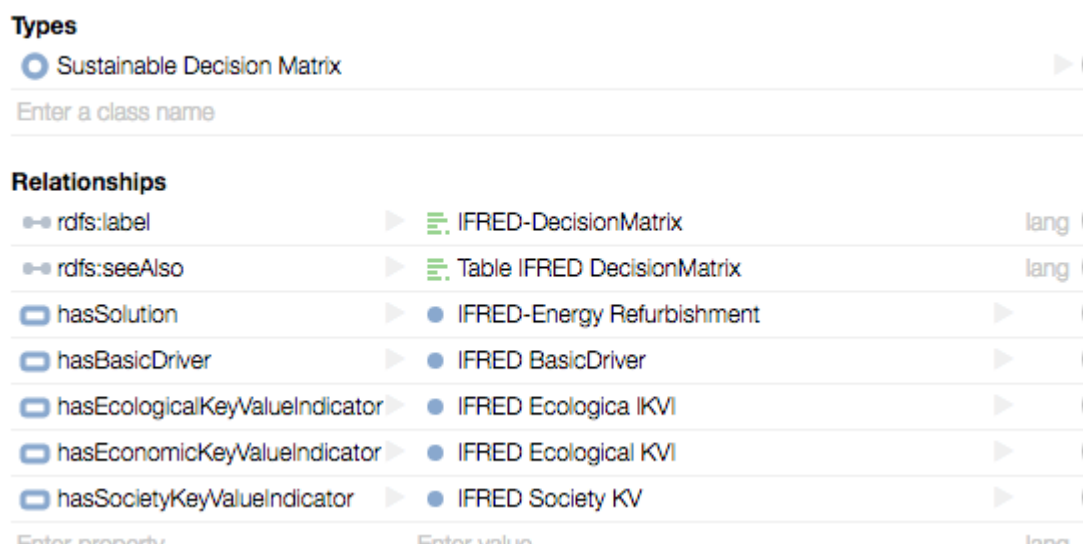 Types
Sustainable Decision Matrix
Enter a class name
Relationships
rdfs:label IFRED-DecisionMatrix lang
rdfs:seeAlso Table IFRED DecisionMatrix lang
hasSolution IFRED-Energy Refurbishment
hasBasicDriver IFRED BasicDriver
hasEcologicalKeyValueIndicator IFRED Ecologica lKVI
hasEconomicKeyValueIndicator IFRED Ecological KVI
hasSocietyKeyValueIndicator IFRED Society KV
Enter property Enter value lang